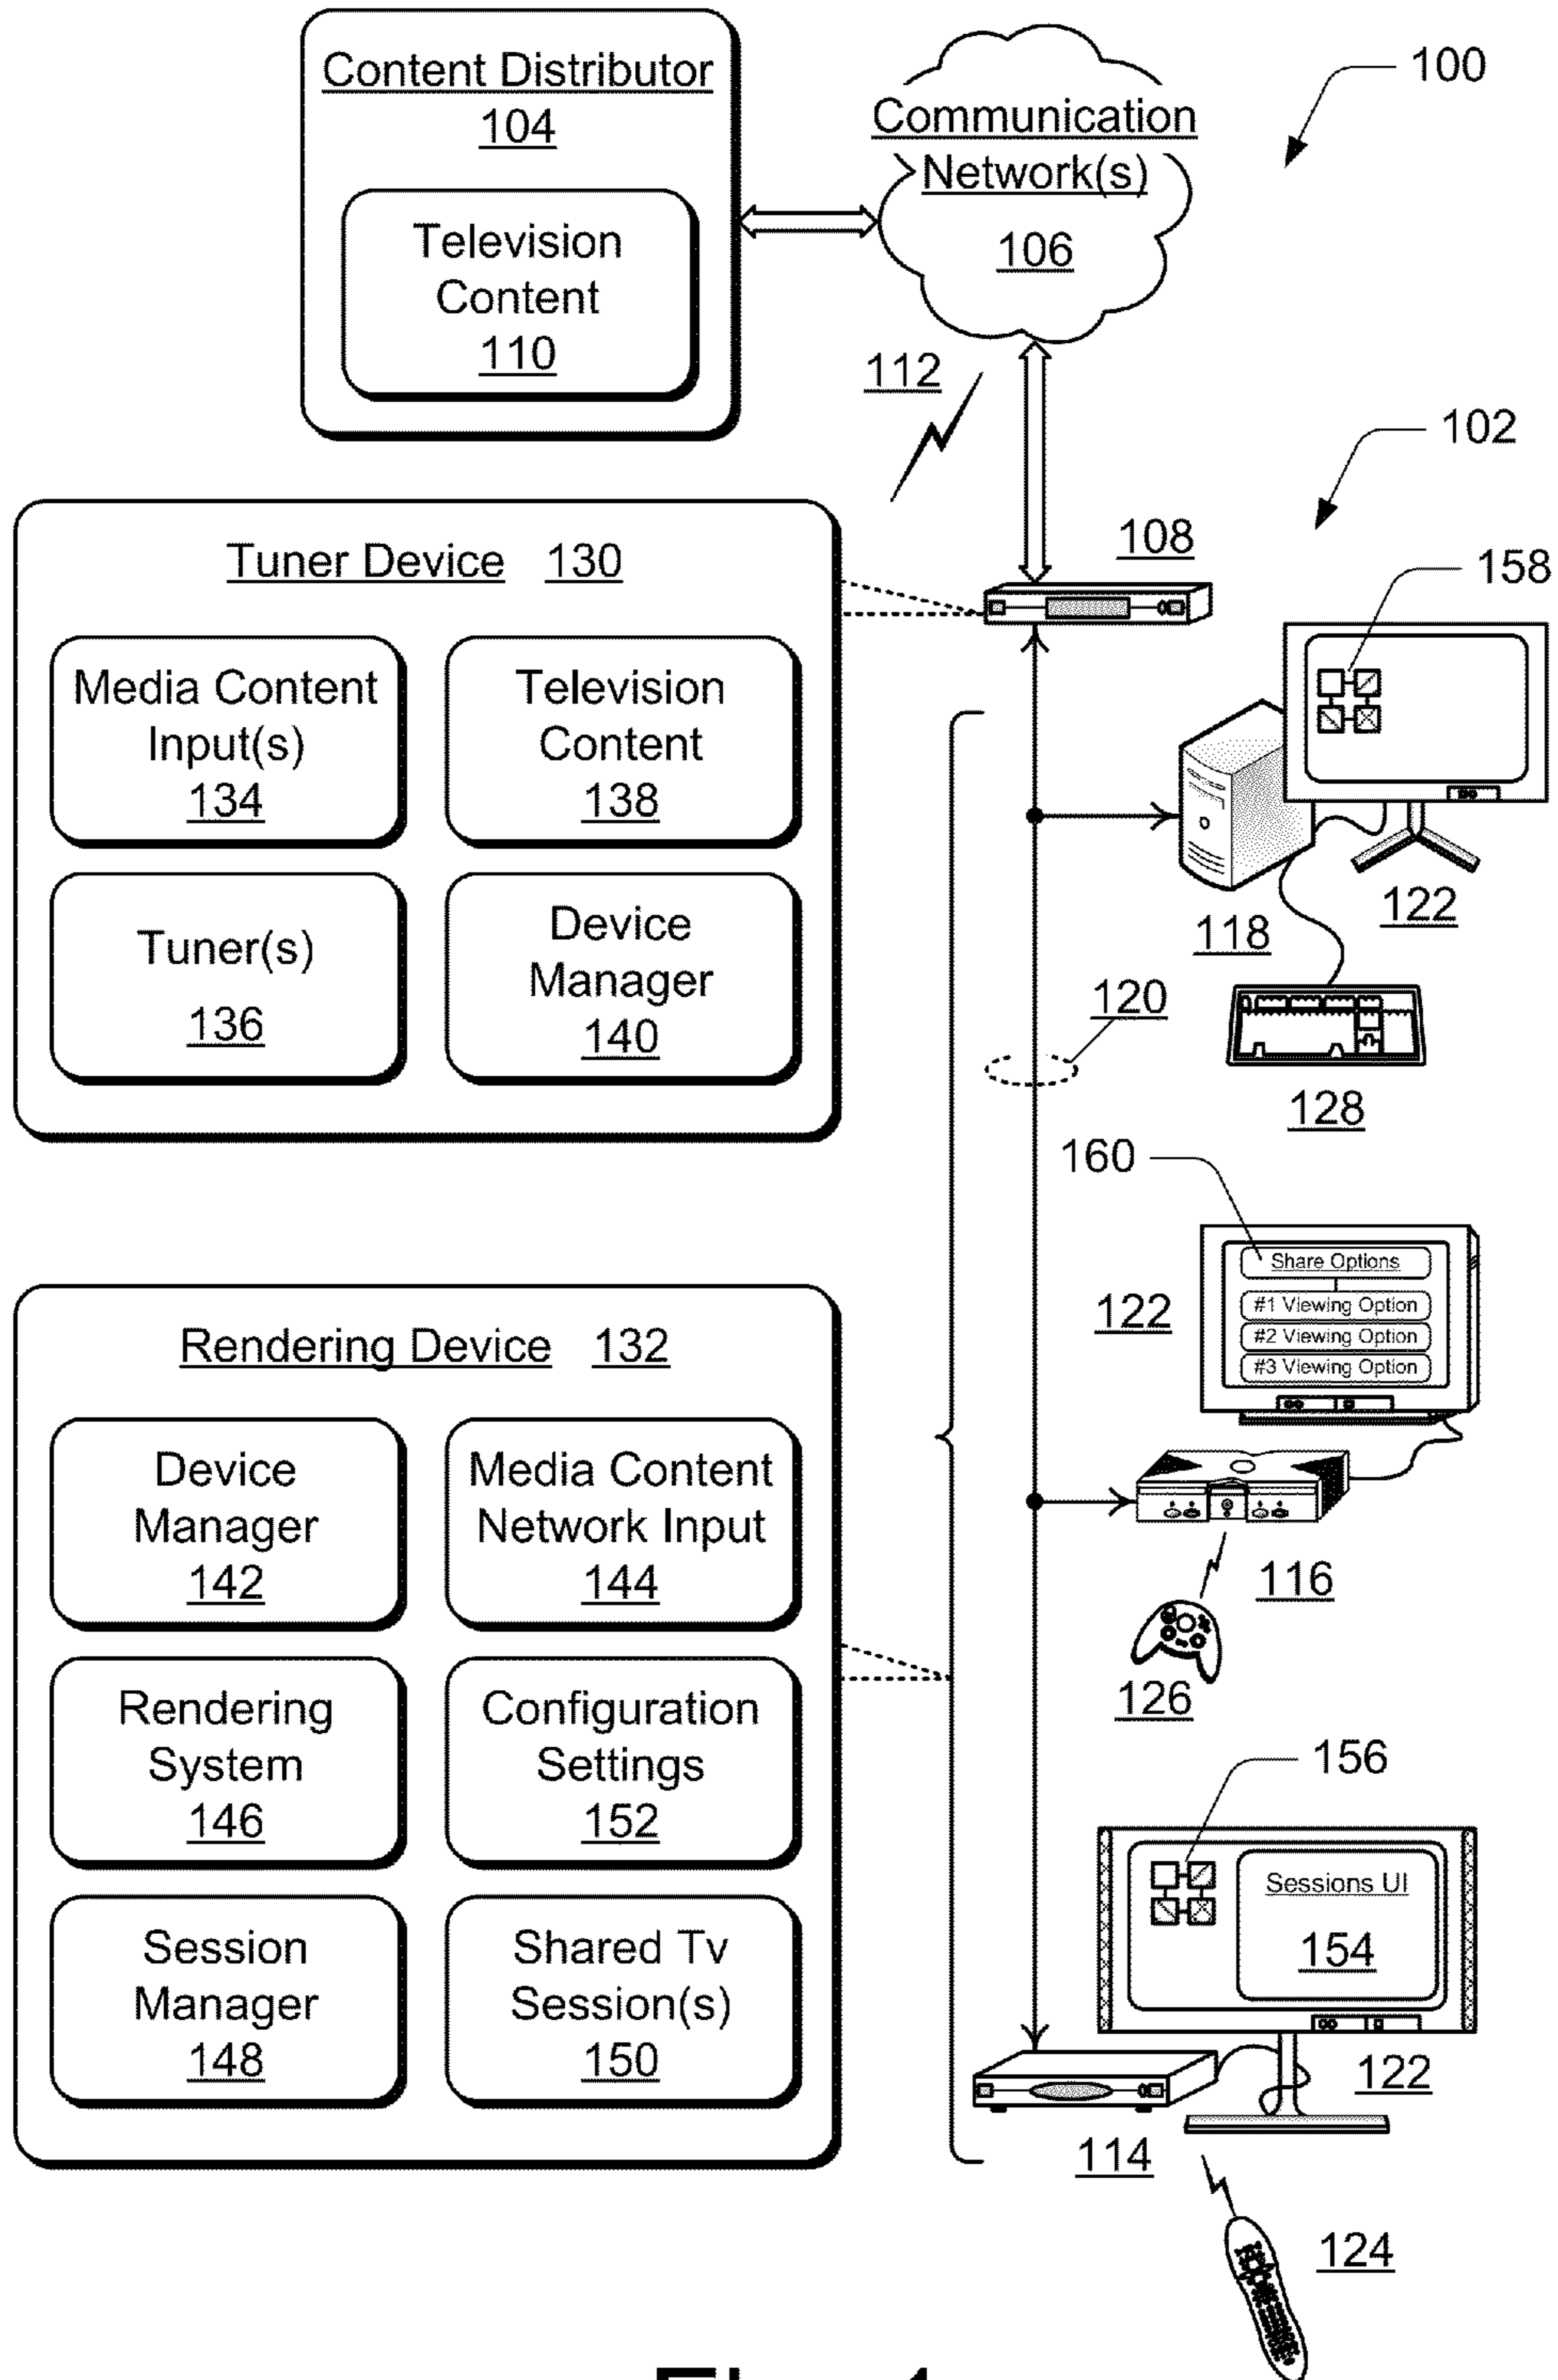 Content Distributor
104
Television
Content
110
Communication
Network(s)
106
100
112
102
108
158
Tuner Device 130
Media Content
Input(s)
134
Television
Content
138
Tuner(s)
136
Device
Manager
140
118
122
120
128
160
Share Options
#1 Viewing Option
#2 Viewing Option
#3 Viewing Option
122
116
126
Rendering Device 132
Device
Manager
142
Media Content
Network Input
144
Rendering
System
146
Configuration
Settings
152
Session
Manager
148
Shared Tv
Session(s)
150
156
Sessions UI
154
122
114
124